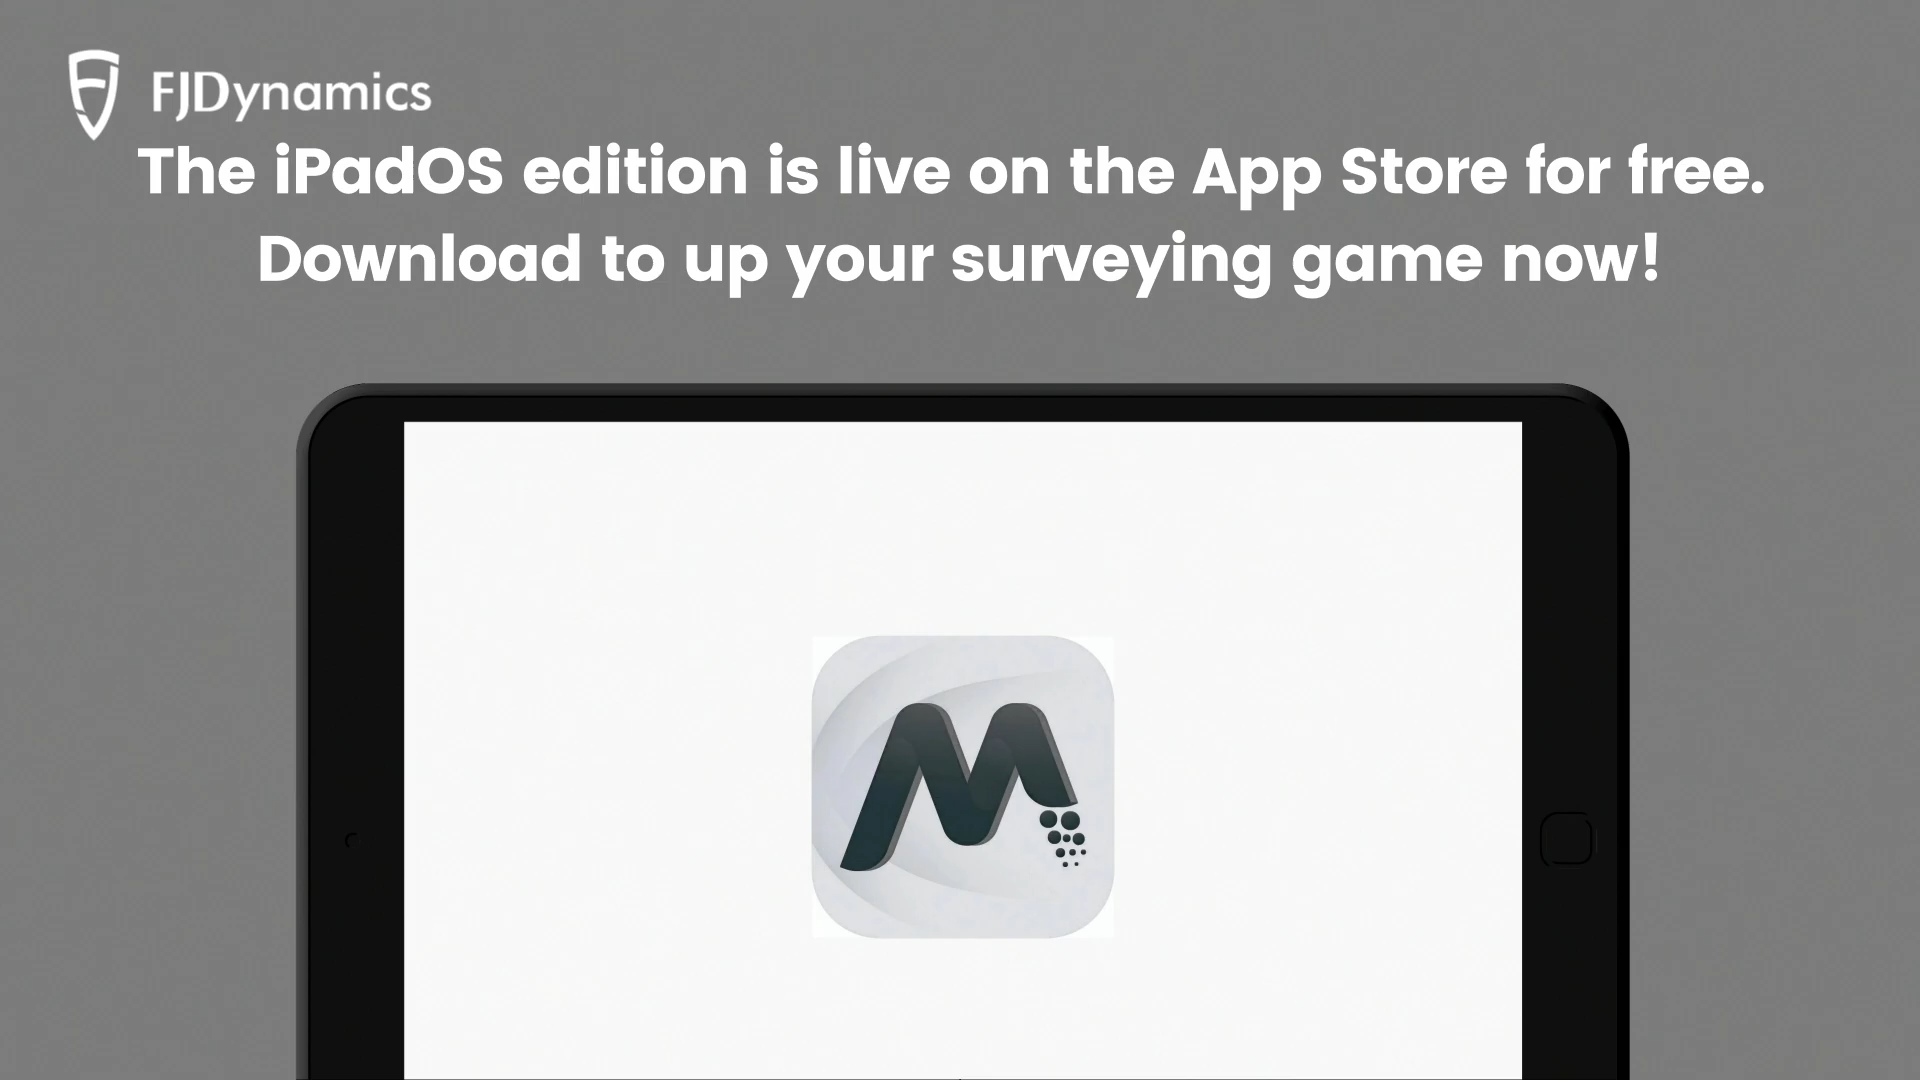 FJDynamics
The iPadOS edition is live on the App Store for free.
Download to up your surveying game now!
M